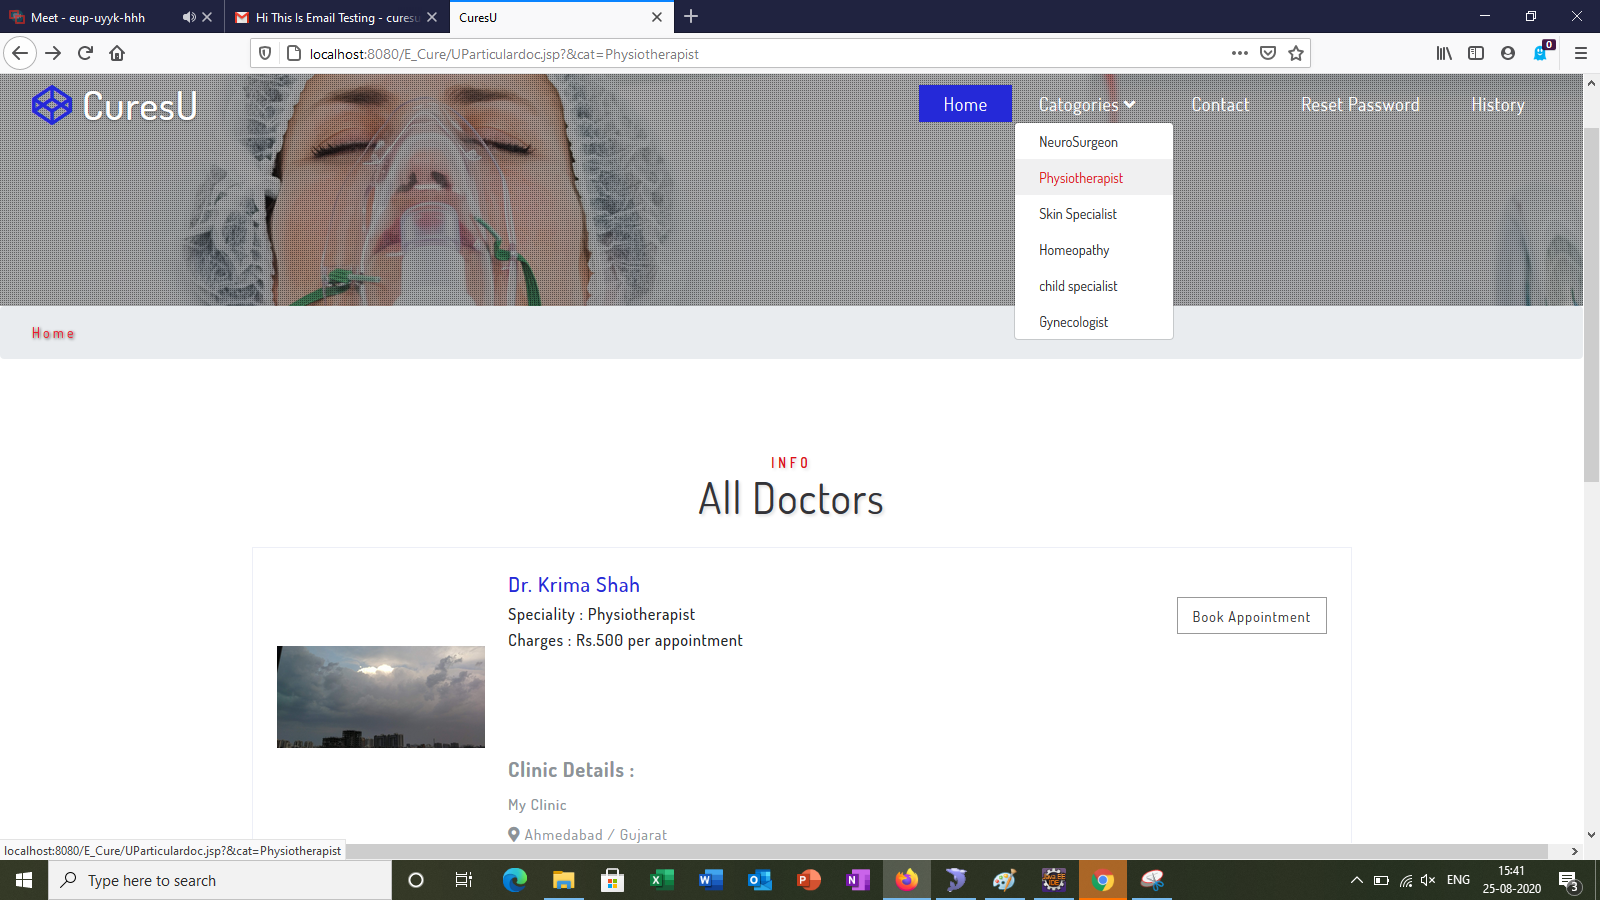 Meet - eup-uyyk-hhh
Hi This Is Email Testing - curesu
CuresU
localhost:8080/E_Cure/UParticulardoc.jsp?&cat=Physiotherapist
0
CuresU
Home
Catogories
Contact
Reset Password
History
NeuroSurgeon
Physiotherapist
Skin Specialist
Homeopathy
child specialist
Gynecologist
Home
INFO
All Doctors
Dr. Krima Shah
Speciality : Physiotherapist
Charges : Rs.500 per appointment
Book Appointment
Clinic Details :
My Clinic
Ahmedabad / Gujarat
localhost:8080/E_Cure/UParticulardoc.jsp?&cat=Physiotherapist
Type here to search
ENG
15:41
25-08-2020
3